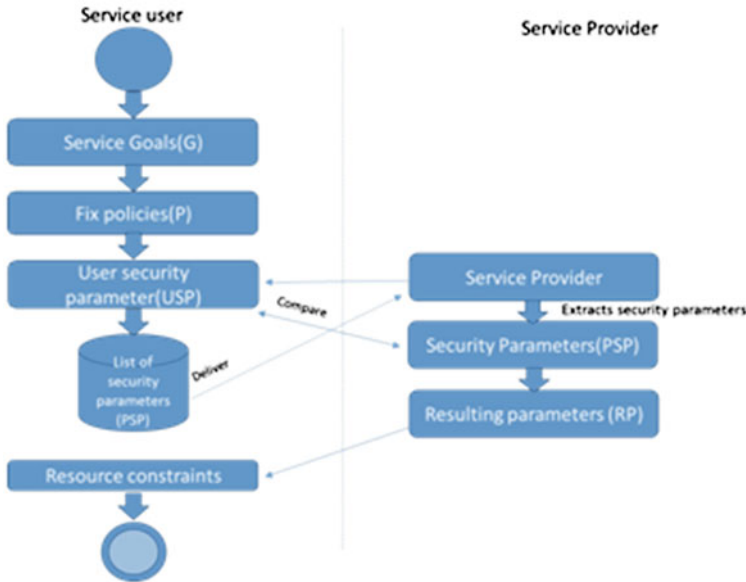 Service user
Service Provider
Service Goals(G)
Fix policies(P)
User security
parameter(USP)
Service Provider
Compare
Extracts security parameters
Security Parameters(PSP)
List of
security
parameters
(PSP)
Deliver
Resulting parameters (RP)
Resource constraints